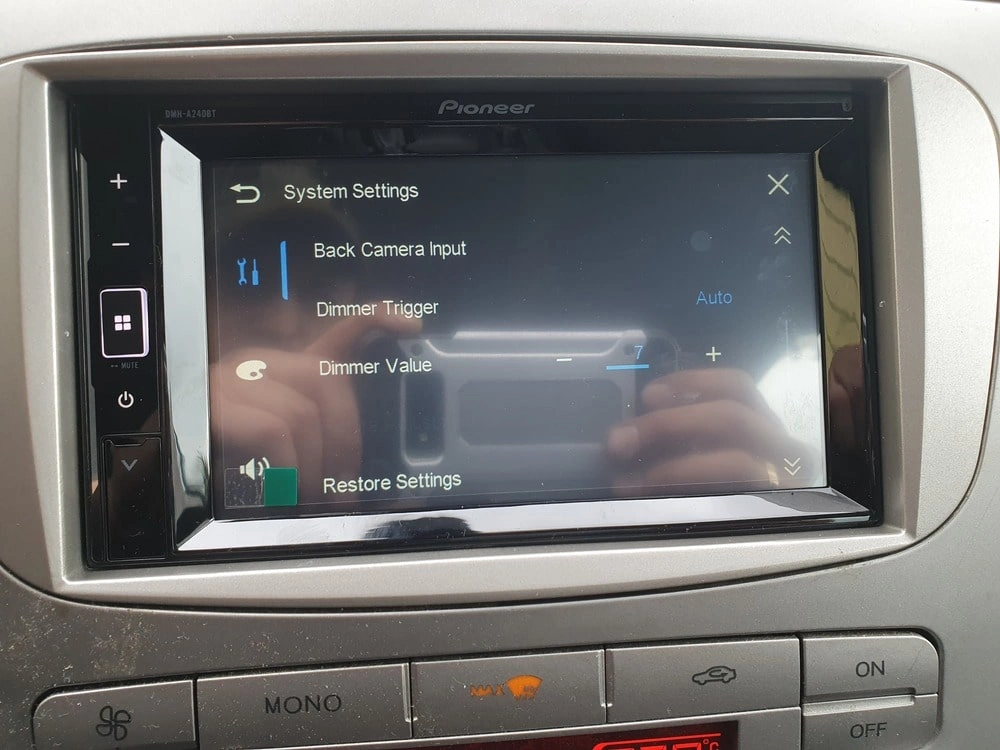 DMH-A240BT
Pioneer
System Settings
Back Camera Input
Dimmer Trigger
Auto
Dimmer Value
− 7 +
MUTE
Restore Settings
MONO
MAX
ON
OFF
°C